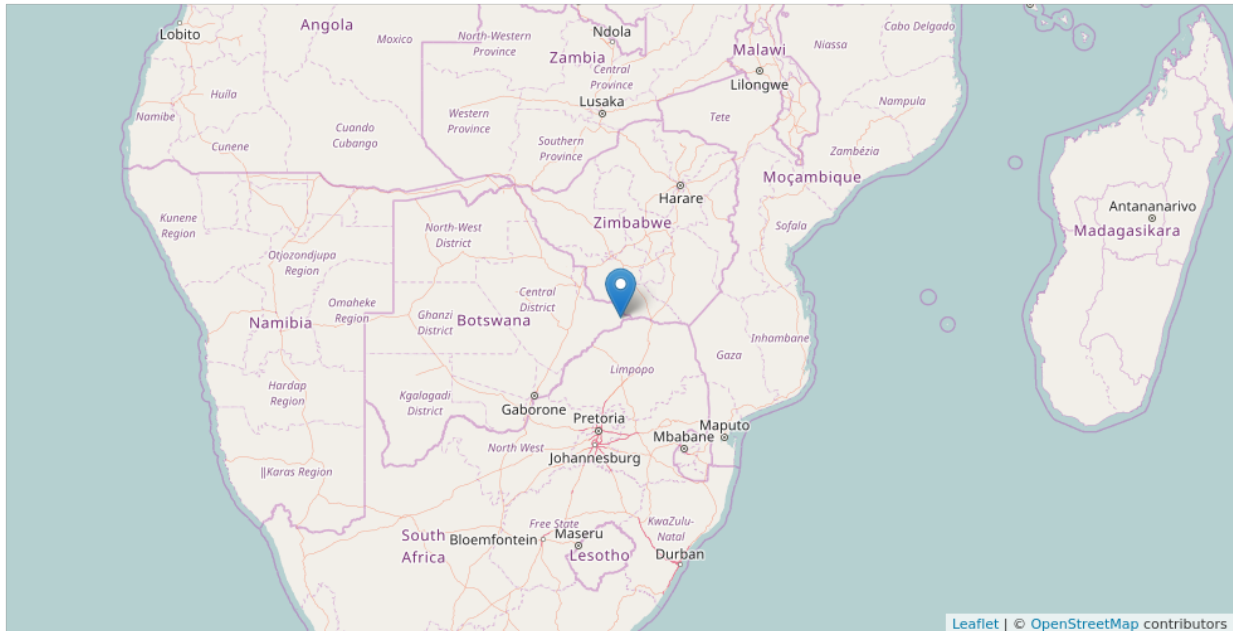 Angola
Lobito
Moxico
North-Western
Province
Ndola
Zambia
Central
Province
Malawi
Lilongwe
Niassa
Cabo Delgado
Huíla
Namibe
Cunene
Cuando
Cubango
Western
Province
Lusaka
Southern
Province
Tete
Nampula
Zambézia
Moçambique
Harare
Zimbabwe
Sofala
Antananarivo
Madagasikara
Kunene
Region
Otjozondjupa
Region
Omaheke
Region
Namibia
North-West
District
Ghanzi
District
Central
District
Botswana
Hardap
Region
Kgalagadi
District
Limpopo
Gaza
Inhambane
Gaborone
Pretoria
Johannesburg
Mbabane
Maputo
North West
||Karas Region
South
Africa
Bloemfontein
Free State
Maseru
Lesotho
KwaZulu-
Natal
Durban
Leaflet | © OpenStreetMap contributors